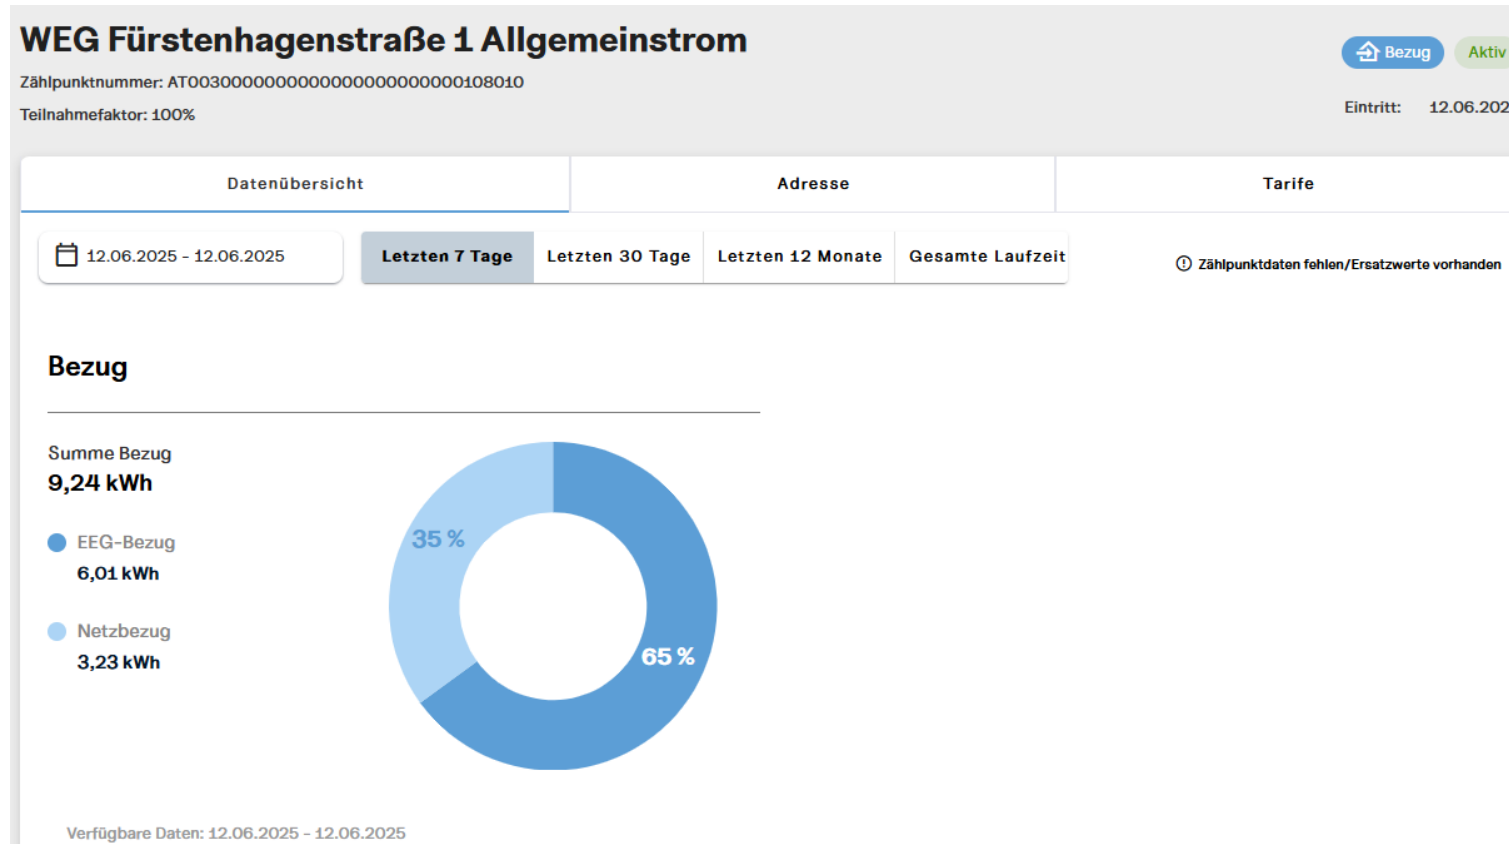 WEG Fürstenhagenstraße 1 Allgemeinstrom
Bezug
Aktiv
Zählpunktnummer: AT0030000000000000000000000108010
Teilnahmefaktor: 100%
Eintritt: 12.06.202
Datenübersicht
Adresse
Tarife
12.06.2025 - 12.06.2025
Letzten 7 Tage
Letzten 30 Tage
Letzten 12 Monate
Gesamte Laufzeit
Zählpunktdaten fehlen/Ersatzwerte vorhanden
Bezug
Summe Bezug
9,24 kWh
EEG-Bezug
6,01 kWh
Netzbezug
3,23 kWh
35 %
65 %
Verfügbare Daten: 12.06.2025 - 12.06.2025